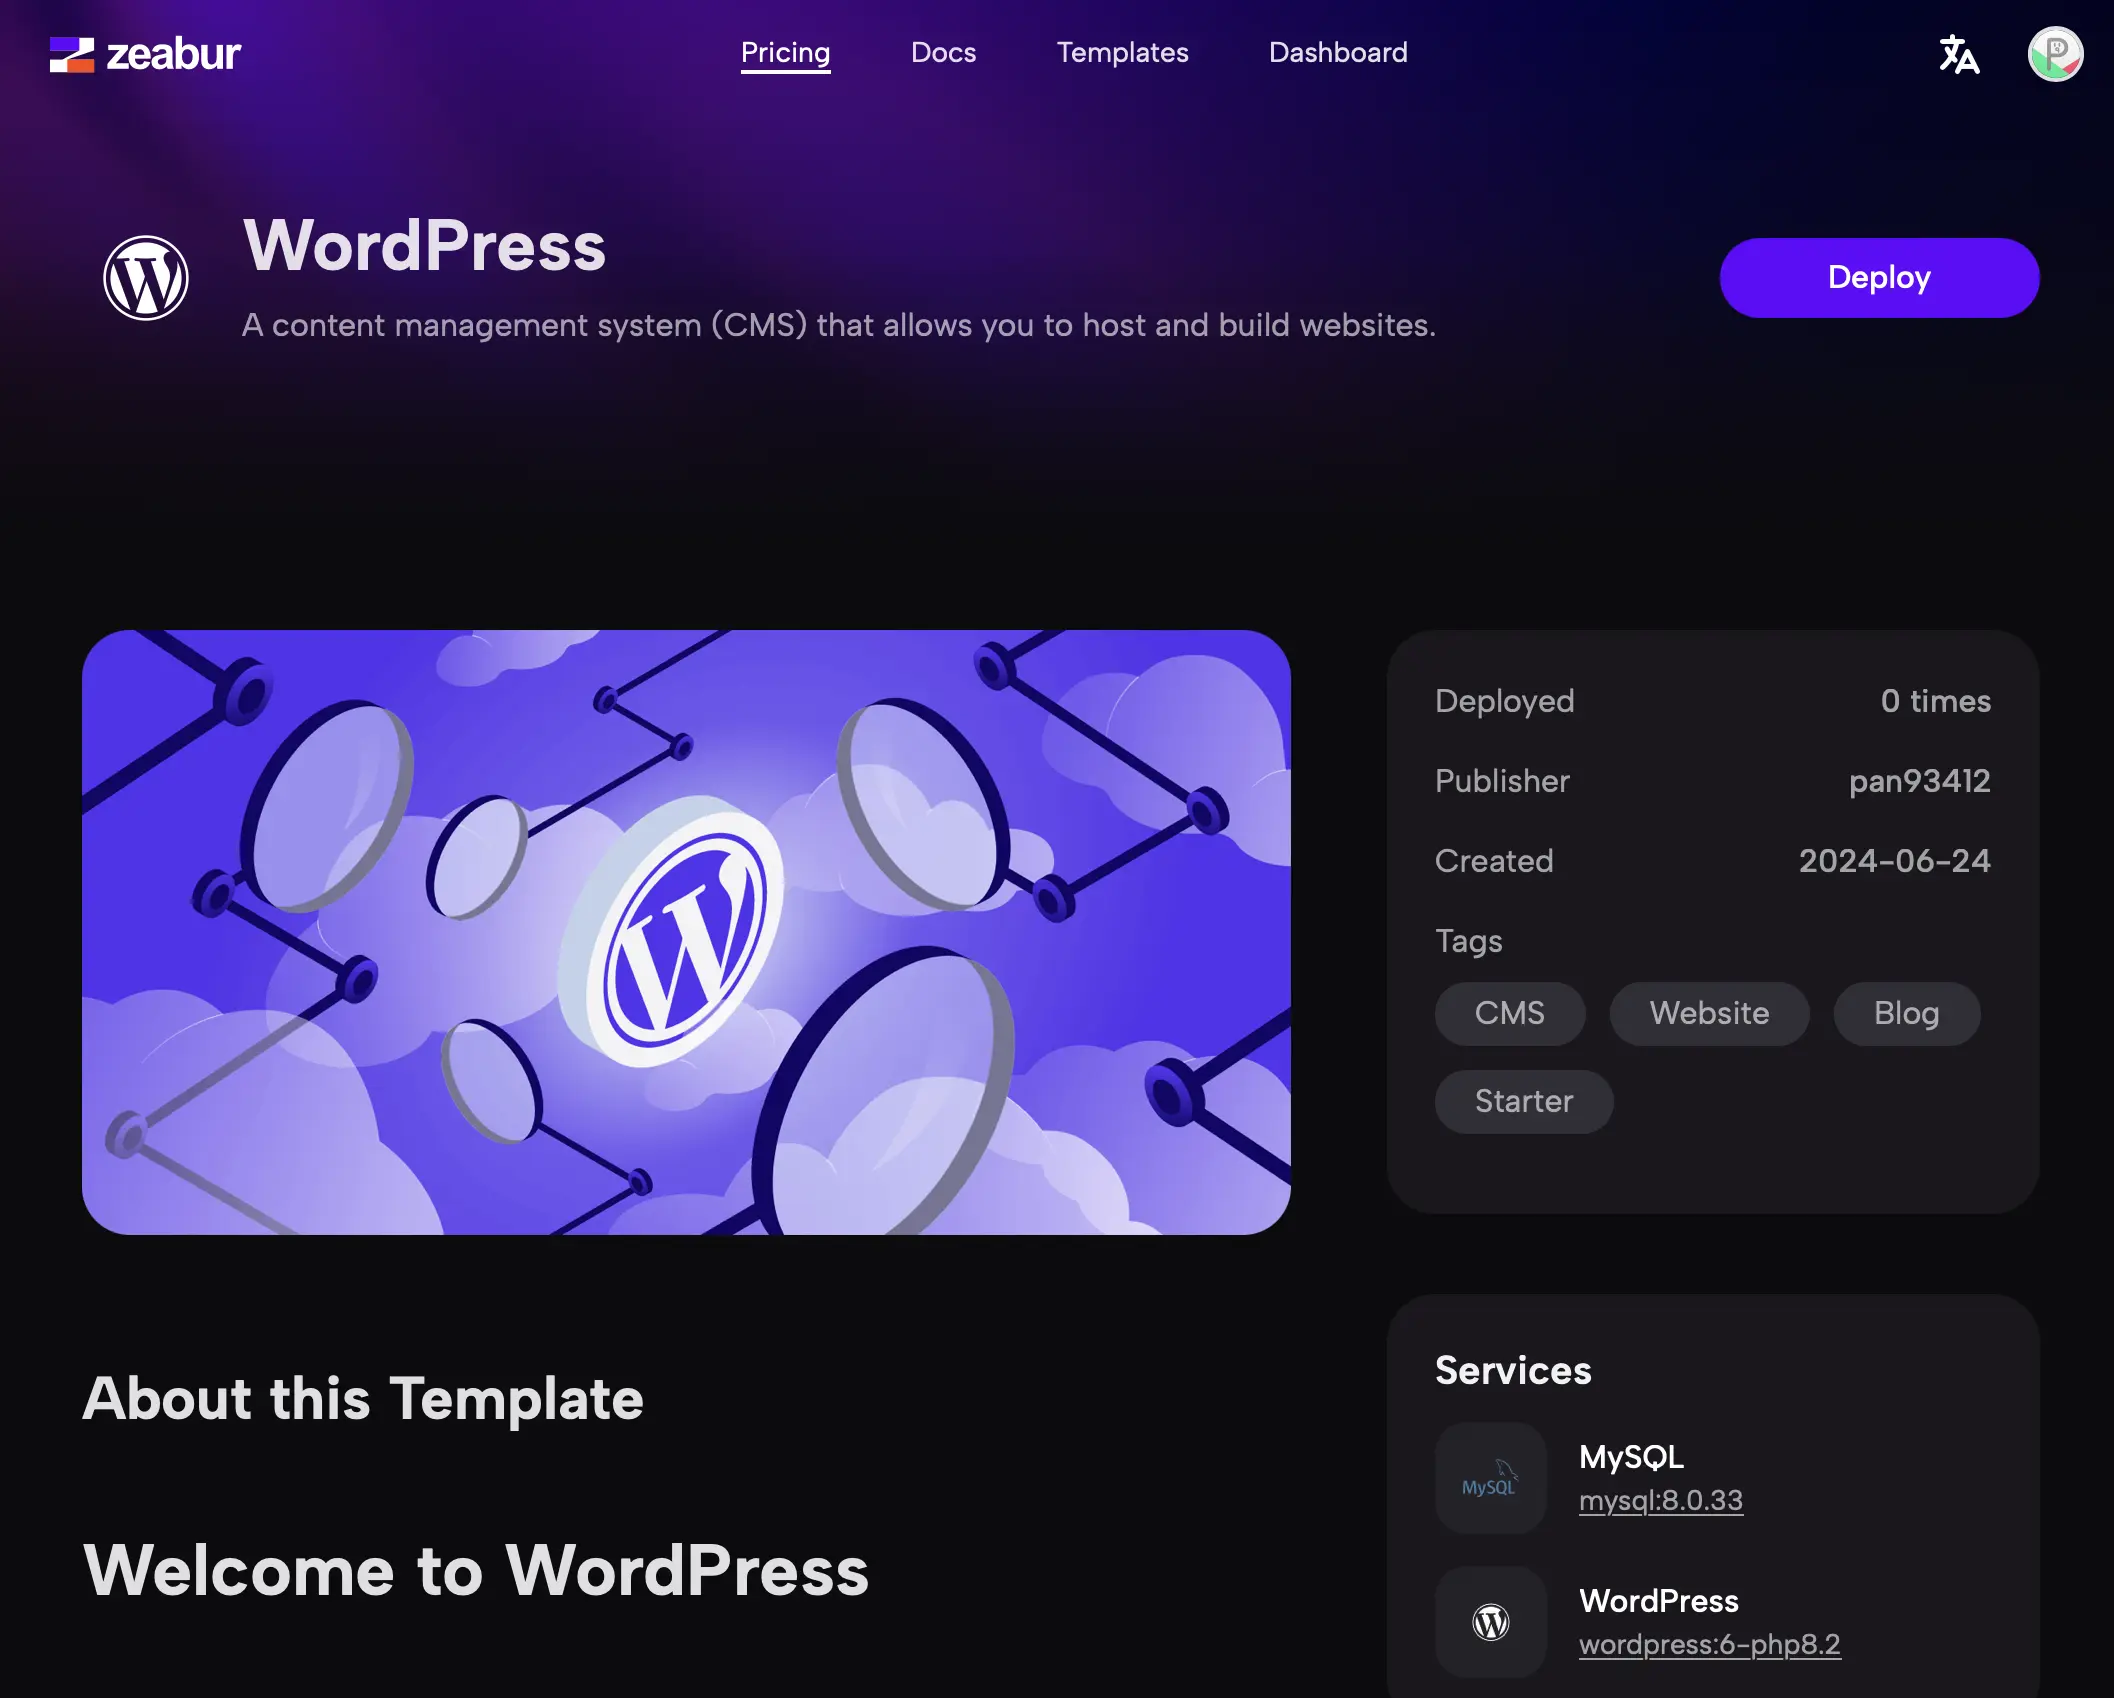 zeabur
Pricing
Docs
Templates
Dashboard
WordPress
A content management system (CMS) that allows you to host and build websites.
Deploy
Deployed
0 times
Publisher
pan93412
Created
2024-06-24
Tags
CMS
Website
Blog
Starter
About this Template
Welcome to WordPress
Services
MySQL
MySQL
mysql:8.0.33
WordPress
wordpress:6-php8.2